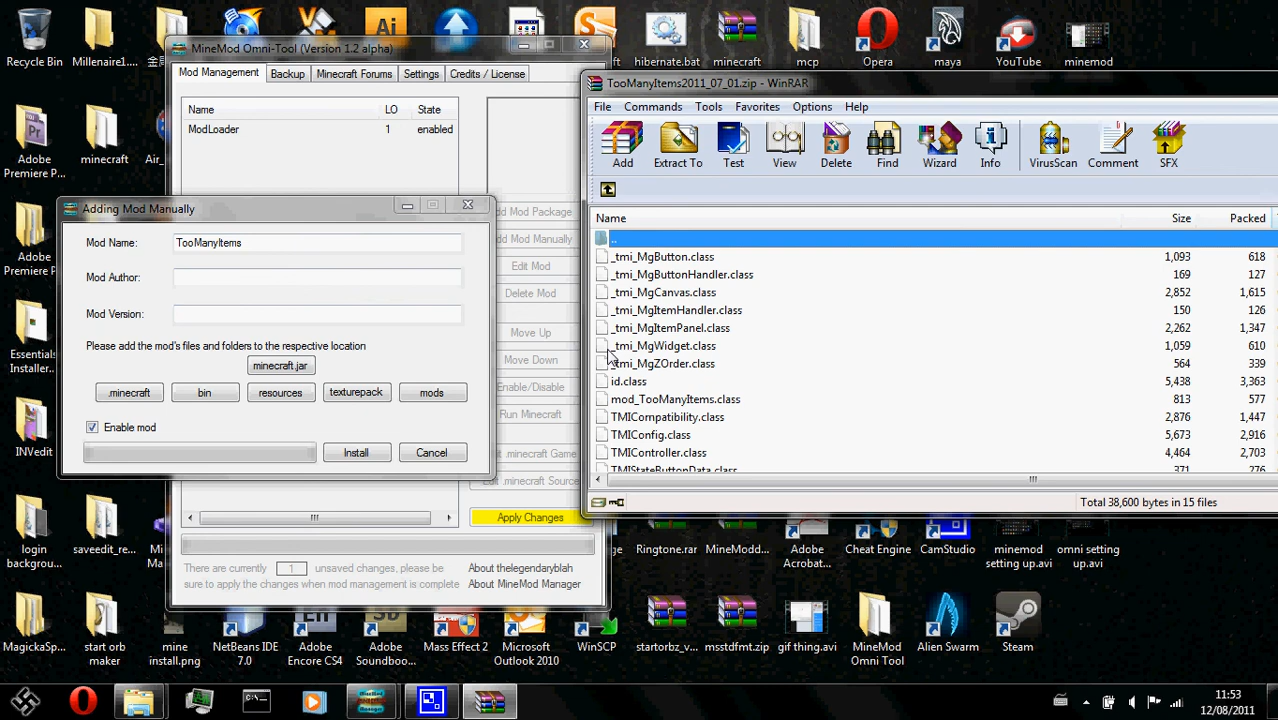 Recycle Bin
Millenaire1....
Adobe
Premiere P...
minecraft
Air_
Adobe
Premiere P
Essentials
Installer...
INVedit
login
backgrou...
saveedit_re...
MagickaSp...
start orb
maker
mine
install.png
NetBeans IDE
7.0
Adobe
Encore CS4
Adobe
Soundboo...
Mass Effect 2
Microsoft
Outlook 2010
WinSCP
startorbz_v...
msstdfmt.zip
gif thing.avi
MineMod
Omni Tool
Alien Swarm
Steam
hibernate.bat
minecraft
mcp
Opera
maya
YouTube
minemod
Ringtone.rar
MineModd...
Adobe
Acrobat...
Cheat Engine
CamStudio
minemod
setting up.avi
omni setting
up.avi
MineMod Omni-Tool (Version 1.2 alpha)
Mod Management
Backup
Minecraft Forums
Settings
Credits / License
Name
LO
State
ModLoader
1
enabled
dd Mod Package
dd Mod Manually
Edit Mod
Delete Mod
Move Up
Move Down
Enable/Disable
Run Minecraft
.minecraft Game
.minecraft Source
Apply Changes
There are currently 1 unsaved changes, please be
sure to apply the changes when mod management is complete
About thelegendaryblah
About MineMod Manager
Adding Mod Manually
Mod Name:
TooManyItems
Mod Author:
Mod Version:
Please add the mod's files and folders to the respective location
minecraft.jar
.minecraft
bin
resources
texturepack
mods
Enable mod
Install
Cancel
TooManyItems2011_07_01.zip - WinRAR
File
Commands
Tools
Favorites
Options
Help
Add
Extract To
Test
View
Delete
Find
Wizard
Info
VirusScan
Comment
SFX
Name
Size
Packed
..
_tmi_MgButton.class 1,093 618
_tmi_MgButtonHandler.class 169 127
_tmi_MgCanvas.class 2,852 1,615
_tmi_MgItemHandler.class 150 126
_tmi_MgItemPanel.class 2,262 1,347
_tmi_MgWidget.class 1,059 610
_tmi_MgZOrder.class 564 339
id.class 5,438 3,363
mod_TooManyItems.class 813 577
TMICompatibility.class 2,876 1,447
TMIConfig.class 5,673 2,916
TMIController.class 4,464 2,703
TMIStateButtonData.class 371 276
Total 38,600 bytes in 15 files
11:53
12/08/2011